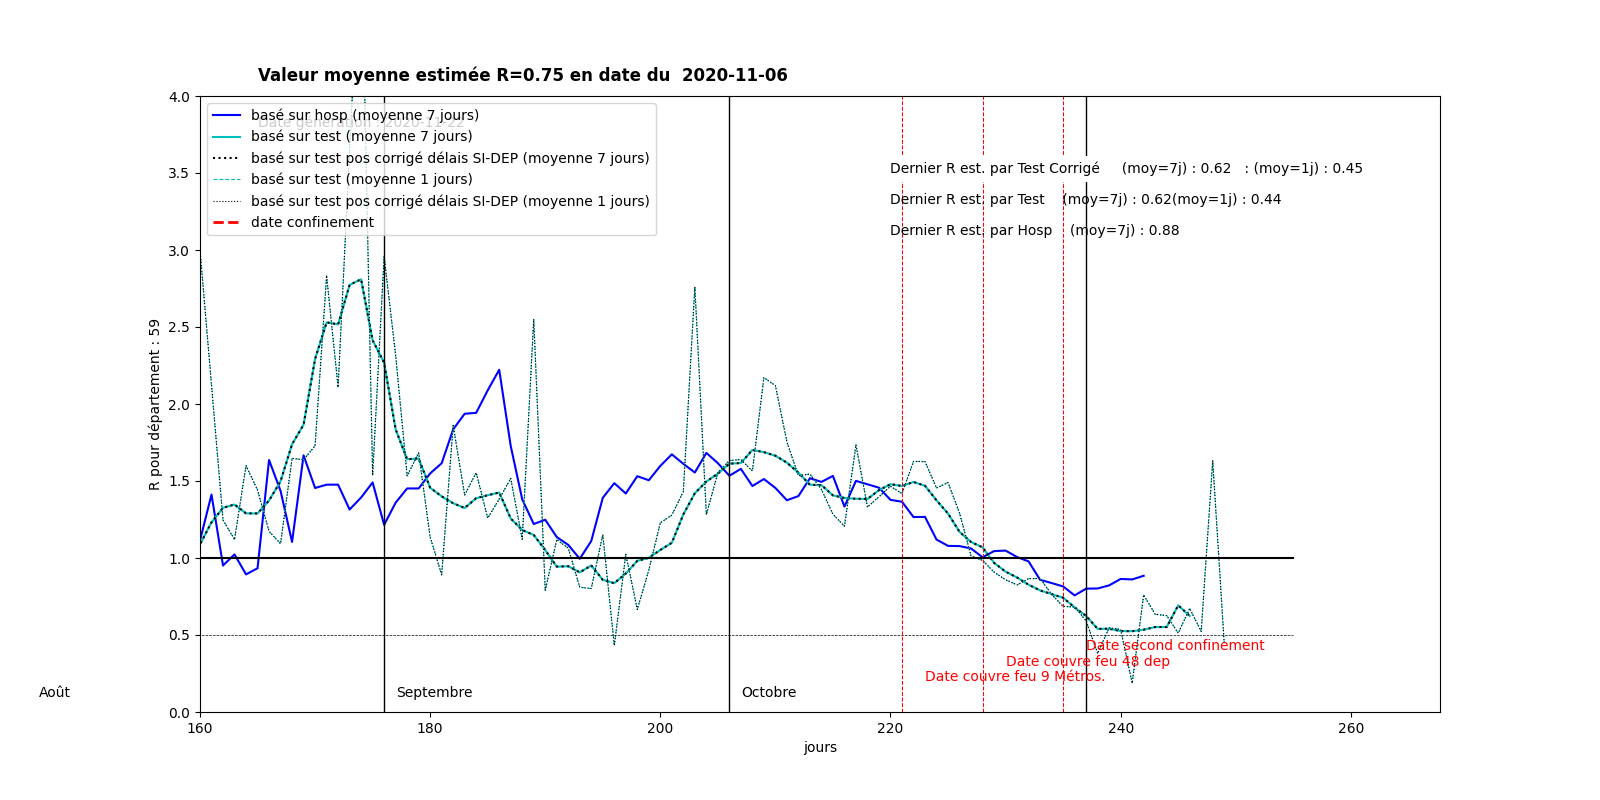 Valeur moyenne estimée R=0.75 en date du  2020-11-06
Date génération : 2020-11-22
basé sur hosp (moyenne 7 jours)
basé sur test (moyenne 7 jours)
basé sur test pos corrigé délais SI-DEP (moyenne 7 jours)
basé sur test (moyenne 1 jours)
basé sur test pos corrigé délais SI-DEP (moyenne 1 jours)
date confinement
Dernier R est. par Test Corrigé     (moy=7j) : 0.62   : (moy=1j) : 0.45
Dernier R est. par Test    (moy=7j) : 0.62(moy=1j) : 0.44
Dernier R est. par Hosp    (moy=7j) : 0.88
R pour département : 59
4.0
3.5
3.0
2.5
2.0
1.5
1.0
0.5
0.0
Date second confinement
Date couvre feu 48 dep
Date couvre feu 9 Métros.
Août
Septembre
Octobre
160
180
200
220
240
260
jours